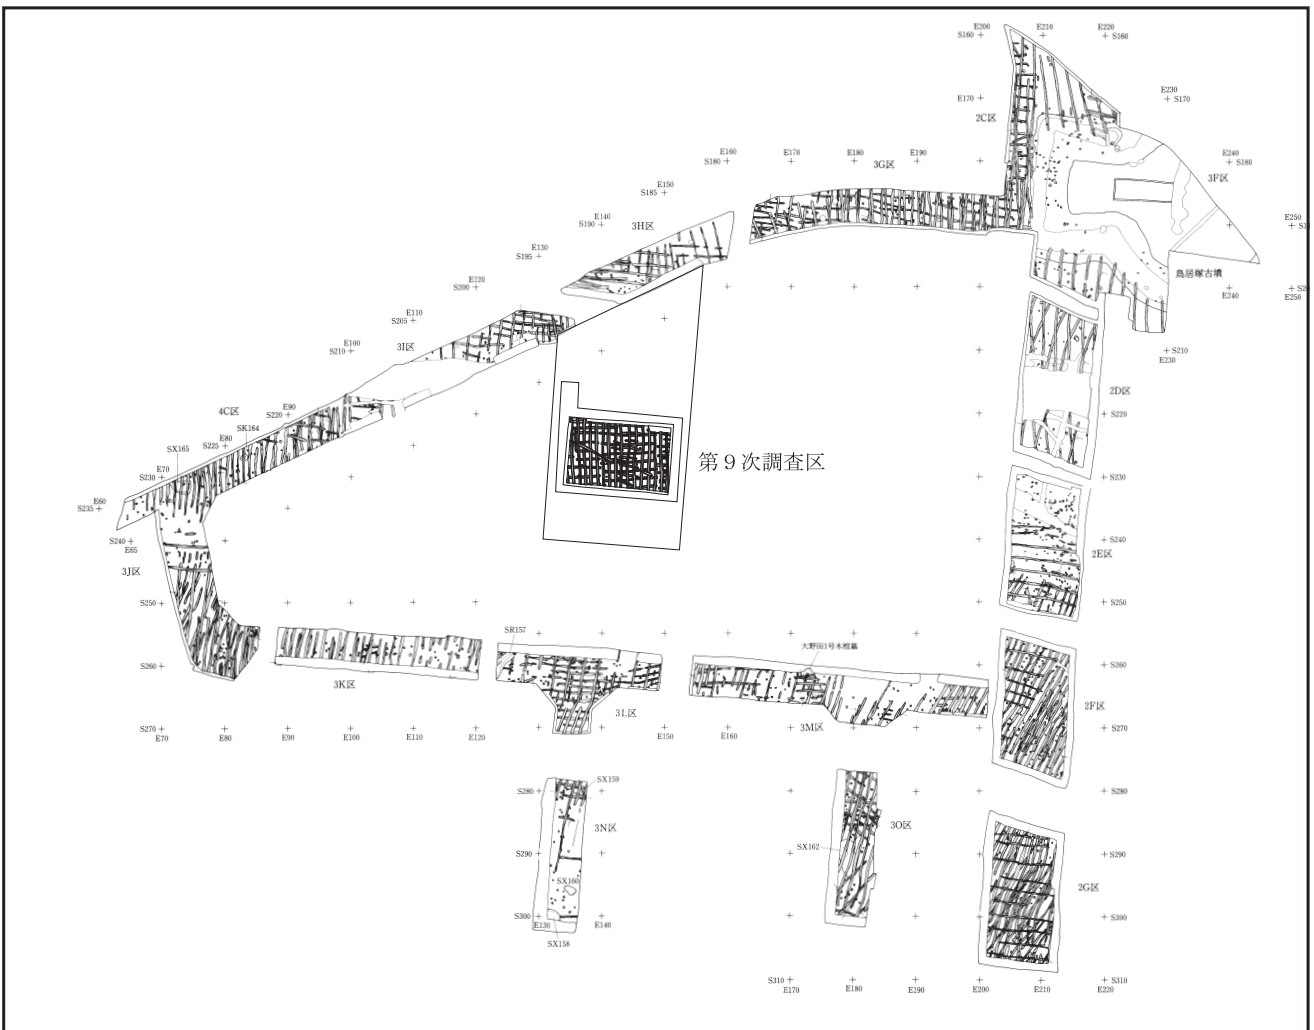 E200
E210
E220
S160
S160
E170
E230
S170
2C区
E160
E170
E180
E190
S180
3G区
E240
S180
3F区
E150
S185
E140
S190
3H区
E250
E130
S195
鳥居塚古墳
E120
S200
E240
E250
E110
S205
3I区
E100
S210
S210
E230
2D区
4C区
E90
S220
SK164
S220
E80
S225
SX165
第9次調査区
E70
S230
S230
E60
S235
S240
E65
S240
2E区
3J区
S250
S250
SR157
大野田1号木棺墓
S260
S260
3K区
3L区
3M区
2F区
S270
E70
E80
E90
E100
E110
E120
E150
E160
S270
SX159
S280
S280
3N区
3O区
SX162
S290
S290
SX160
2G区
S300
E130
E140
S300
SX158
S310
E170
E180
E190
E200
E210
E220
S310